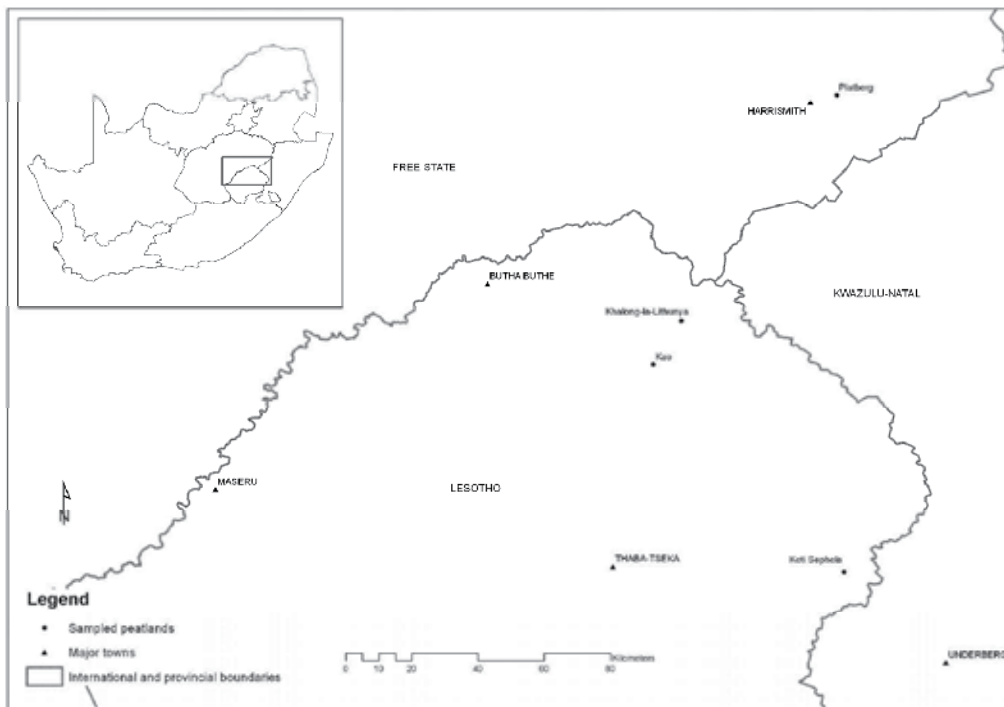 Platberg
HARRISMITH
FREE STATE
BUTHA BUTHE
KWAZULU-NATAL
Khalong-la-Lithunya
Kao
MASERU
LESOTHO
N
THABA-TSEKA
Koti Sephola
Legend
Sampled peatlands
Major towns
International and provincial boundaries
0 10 20 40 60 80 Kilometers
UNDERBERG